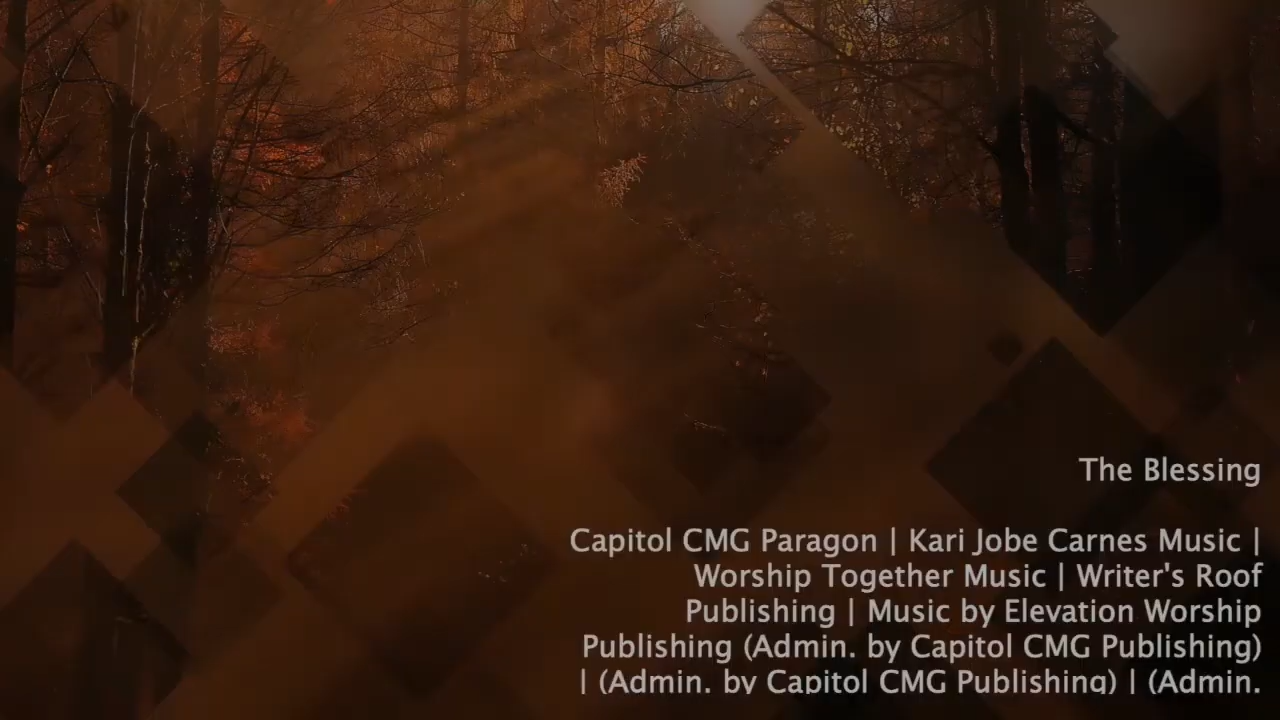 The Blessing
Capitol CMG Paragon | Kari Jobe Carnes Music |
Worship Together Music | Writer's Roof
Publishing | Music by Elevation Worship
Publishing (Admin. by Capitol CMG Publishing)
| (Admin. by Capitol CMG Publishing) | (Admin.